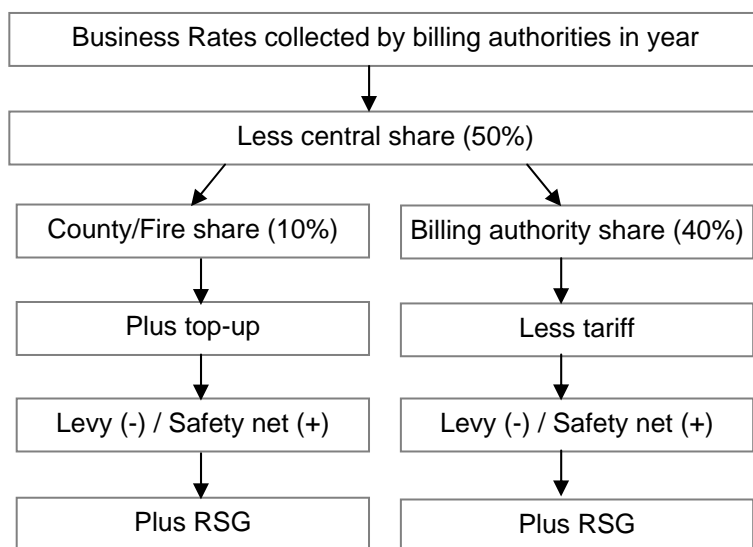 Business Rates collected by billing authorities in year
Less central share (50%)
County/Fire share (10%)
Billing authority share (40%)
Plus top-up
Less tariff
Levy (-) / Safety net (+)
Levy (-) / Safety net (+)
Plus RSG
Plus RSG